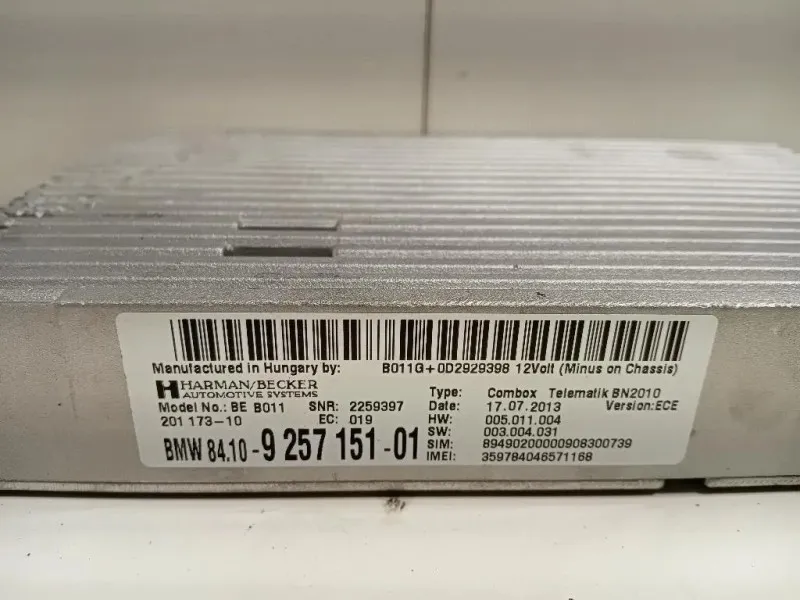 Manufactured in Hungary by: B011G+0D2929398 12Volt (Minus on Chassis)
HARMAN/BECKER
AUTOMOTIVE SYSTEMS
Model No.: BE B011 SNR: 2259397
201 173-10 EC: 019
BMW 84.10-9 257 151-01
Type: Combox Telematik BN2010
Date: 17.07.2013 Version:ECE
HW: 005.011.004
SW: 003.004.031
SIM: 89490200000908300739
IMEI: 359784046571168